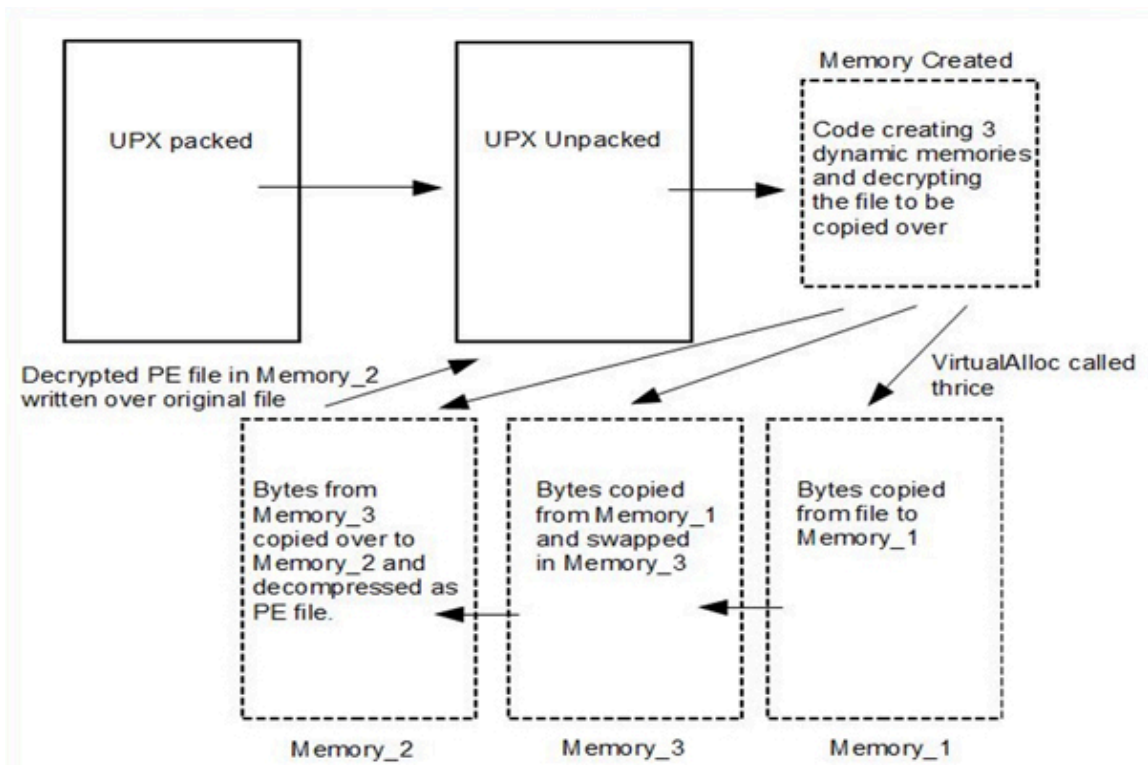 UPX packed
UPX Unpacked
Memory Created
Code creating 3
dynamic memories
and decrypting
the file to be
copied over
Decrypted PE file in Memory_2
written over original file
VirtualAlloc called
thrice
Bytes from
Memory_3
copied over to
Memory_2 and
decompressed as
PE file.
Bytes copied
from Memory_1
and swapped
in Memory_3
Bytes copied
from file to
Memory_1
Memory_2
Memory_3
Memory_1